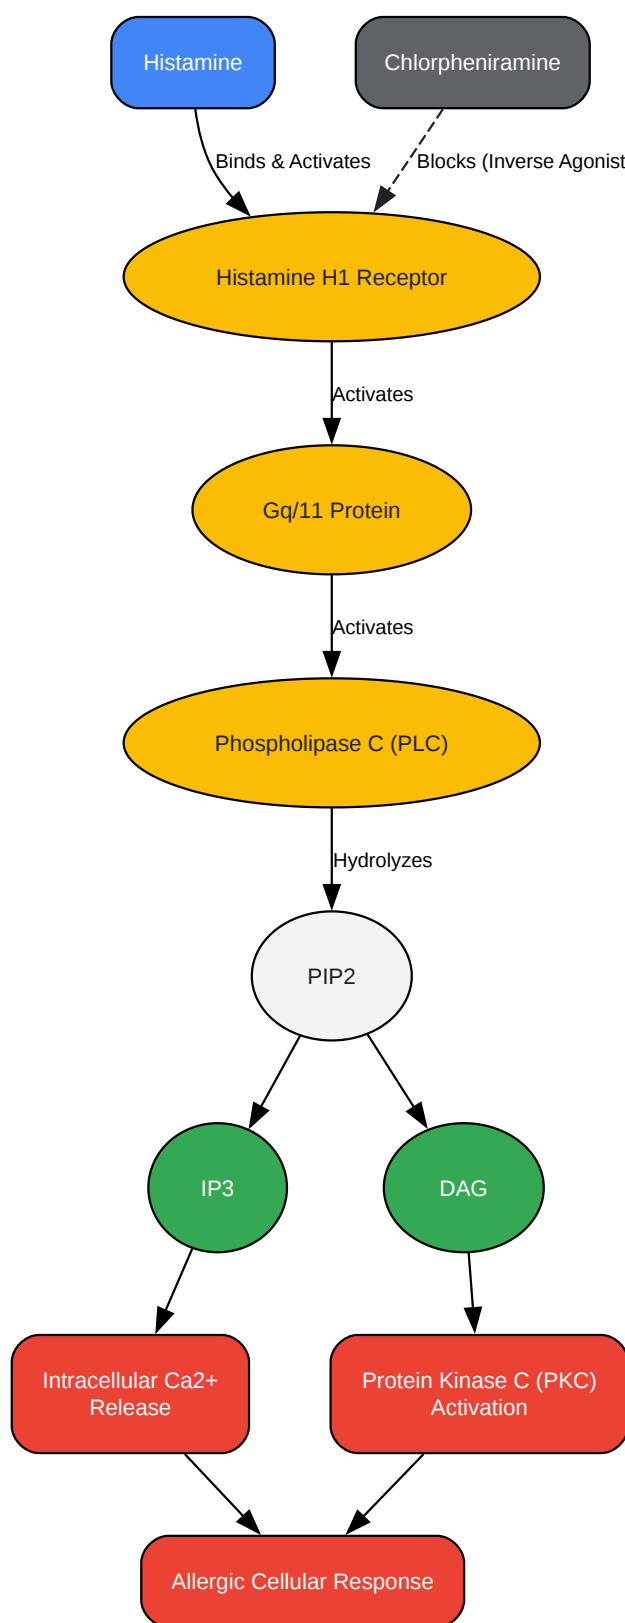 Histamine
Chlorpheniramine
Binds & Activates
Blocks (Inverse Agonist
Histamine H1 Receptor
Activates
Gq/11 Protein
Activates
Phospholipase C (PLC)
Hydrolyzes
PIP2
IP3
DAG
Intracellular Ca2+
Release
Protein Kinase C (PKC)
Activation
Allergic Cellular Response